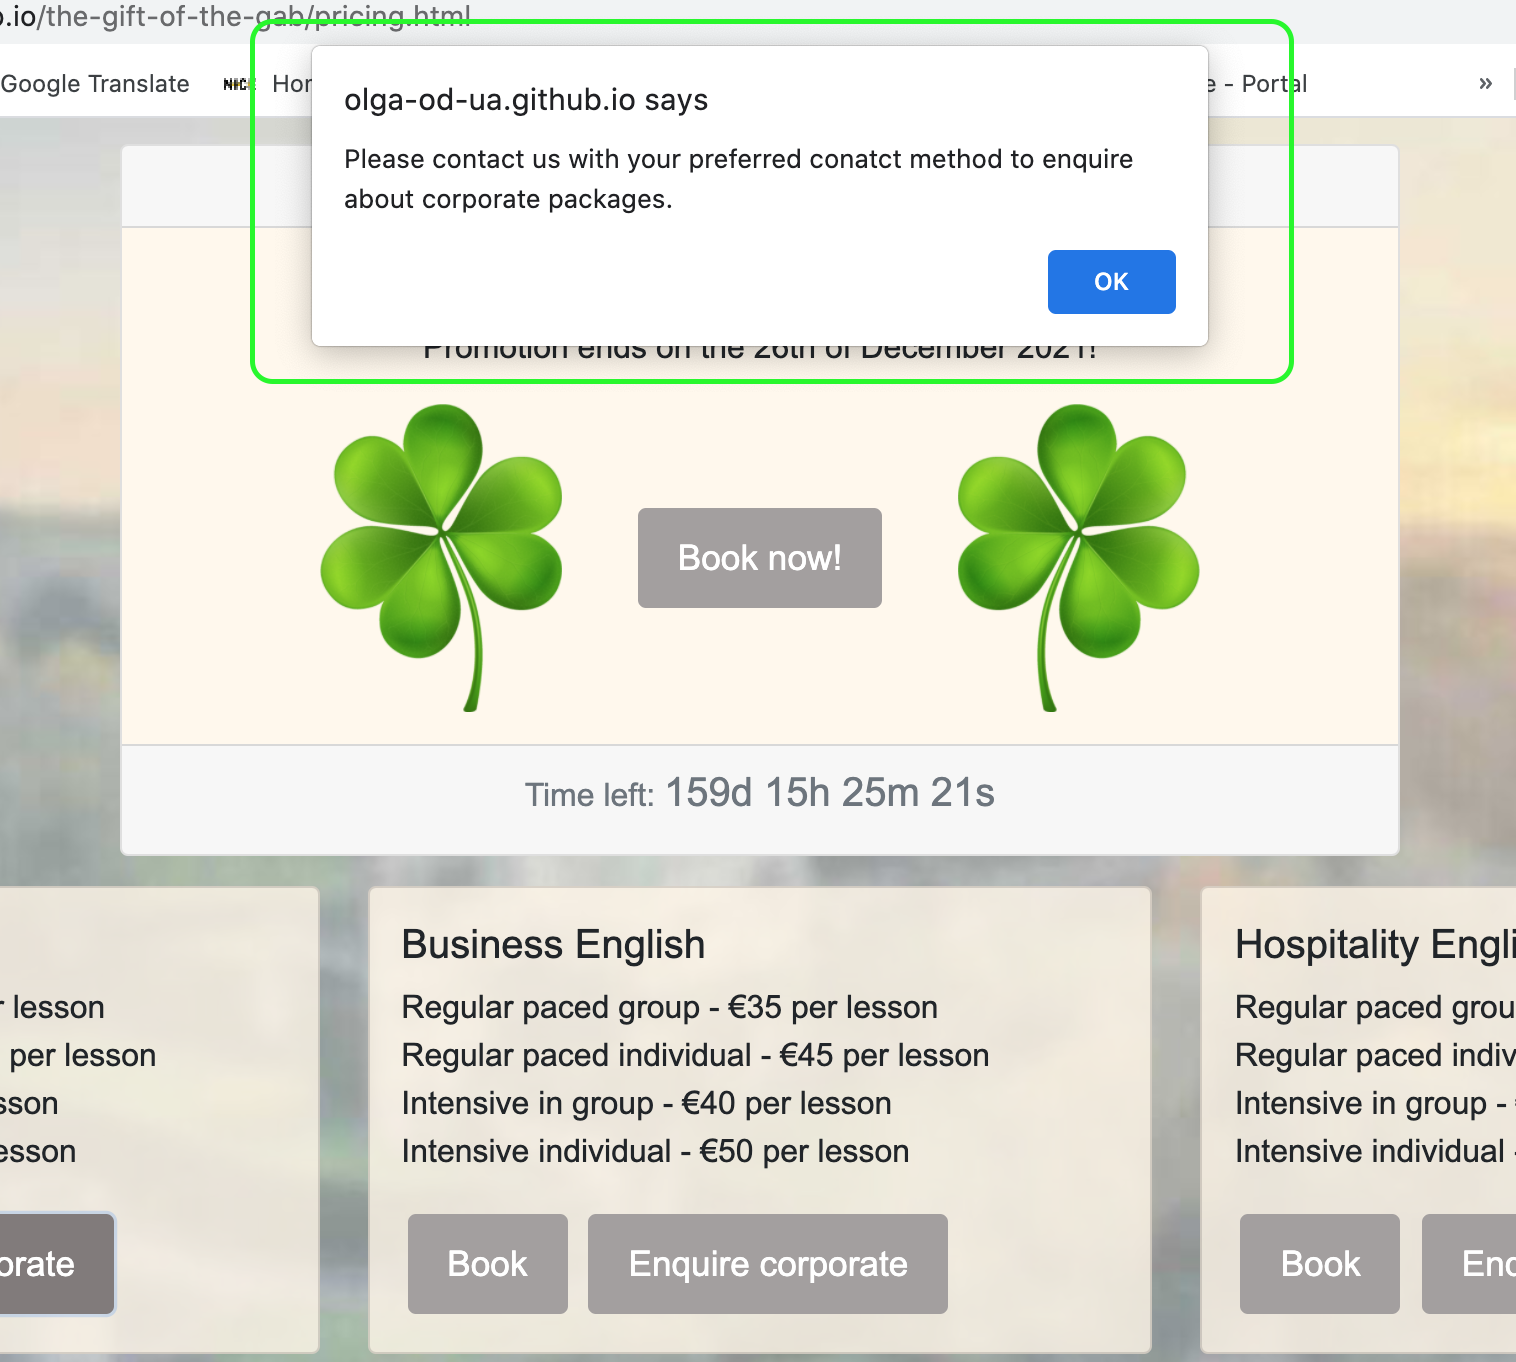 .io/the-gift-of-the-gab/pricing.html
Google Translate NICK Hor e - Portal »
olga-od-ua.github.io says
Please contact us with your preferred conatct method to enquire
about corporate packages.
OK
Promotion ends on the 26th of December 2021!
Book now!
Time left: 159d 15h 25m 21s
r lesson
per lesson
sson
esson
orate
Business English
Regular paced group - €35 per lesson
Regular paced individual - €45 per lesson
Intensive in group - €40 per lesson
Intensive individual - €50 per lesson
Book Enquire corporate
Hospitality Engli
Regular paced grou
Regular paced indiv
Intensive in group -
Intensive individual -
Book Enq